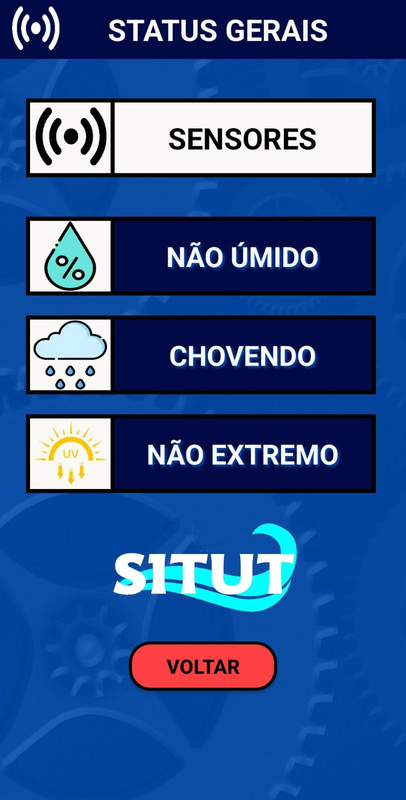 STATUS GERAIS
SENSORES
%
NÃO ÚMIDO
CHOVENDO
UV
NÃO EXTREMO
SITUT
VOLTAR